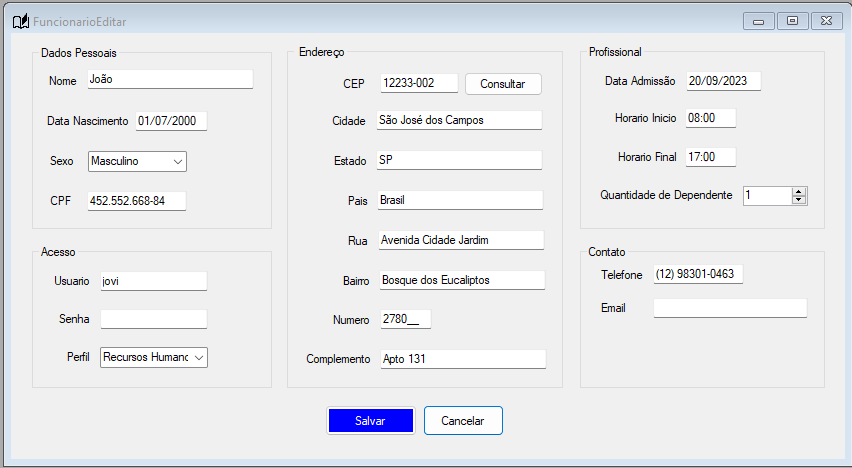 FuncionarioEditar
Dados Pessoais
Nome João
Data Nascimento 01/07/2000
Sexo Masculino
CPF 452.552.668-84
Acesso
Usuario jovi
Senha
Perfil Recursos Humanc
Endereço
CEP 12233-002 Consultar
Cidade São José dos Campos
Estado SP
Pais Brasil
Rua Avenida Cidade Jardim
Bairro Bosque dos Eucaliptos
Numero 2780__
Complemento Apto 131
Profissional
Data Admissão 20/09/2023
Horario Inicio 08:00
Horario Final 17:00
Quantidade de Dependente 1
Contato
Telefone (12) 98301-0463
Email
Salvar Cancelar